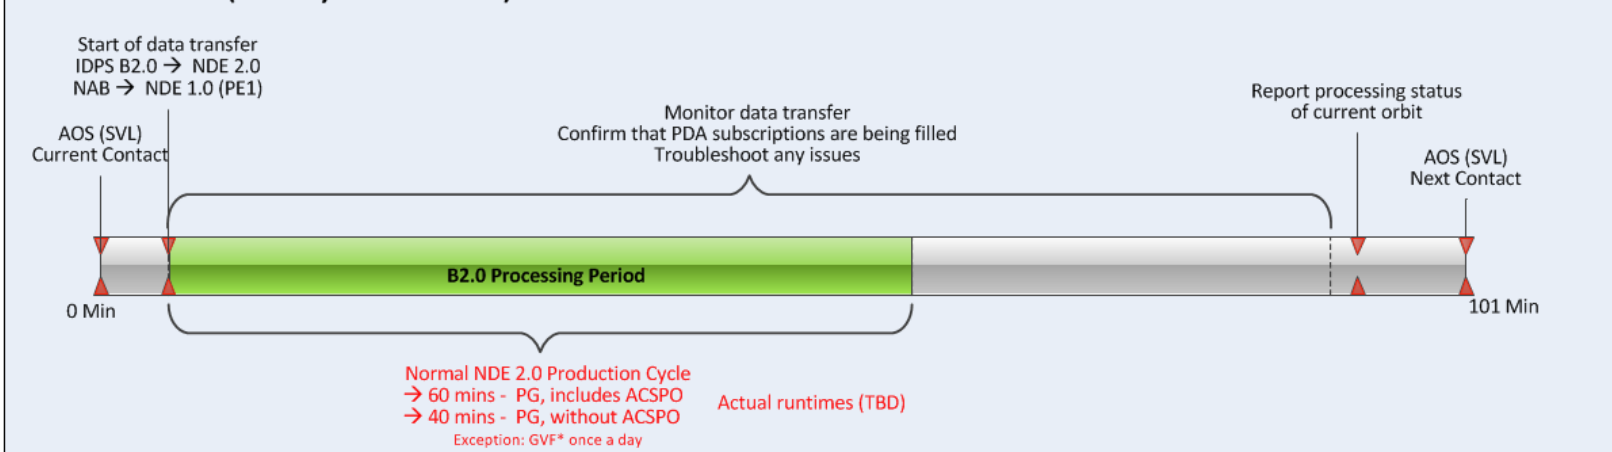 Start of data transfer
IDPS B2.0 → NDE 2.0
NAB → NDE 1.0 (PE1)
AOS (SVL)
Current Contact
Monitor data transfer
Confirm that PDA subscriptions are being filled
Troubleshoot any issues
Report processing status
of current orbit
AOS (SVL)
Next Contact
B2.0 Processing Period
0 Min
101 Min
Normal NDE 2.0 Production Cycle
→ 60 mins - PG, includes ACSPO
→ 40 mins - PG, without ACSPO
Exception: GVF* once a day
Actual runtimes (TBD)